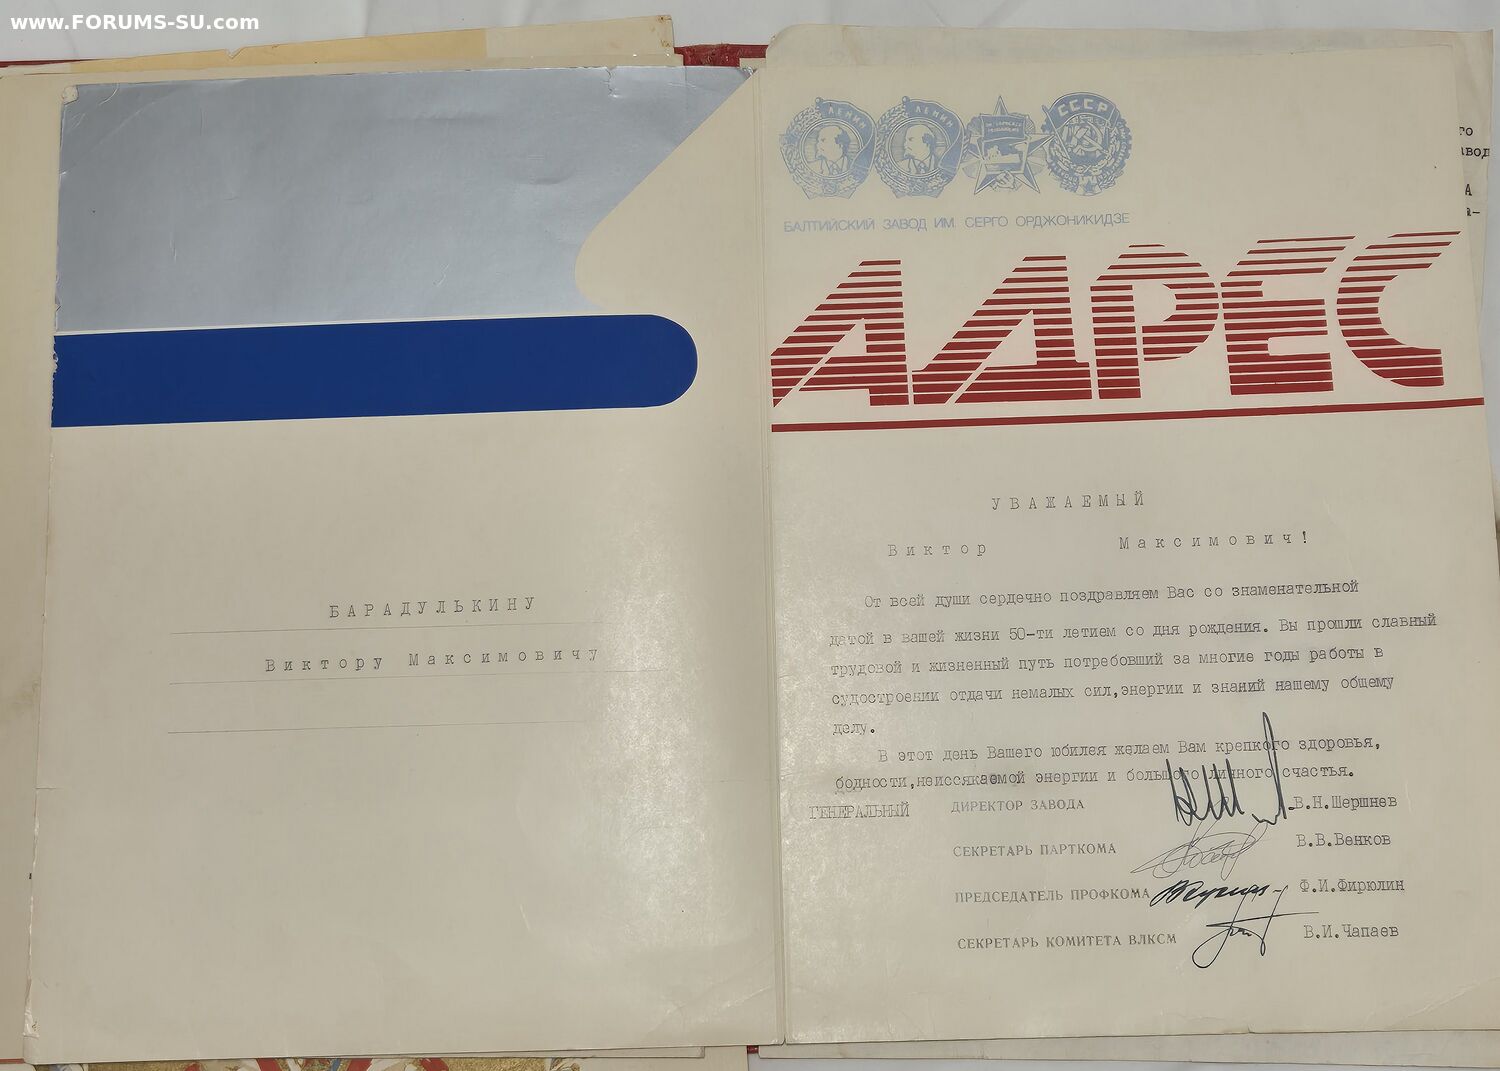 www.FORUMS-SU.com
БАРАДУЛЬКИНУ
Виктору Максимовичу
ЛЕНИН
ЛЕНИН
СССР
БАЛТИЙСКИЙ ЗАВОД ИМ. СЕРГО ОРДЖОНИКИДЗЕ
АДРЕС
УВАЖАЕМЫЙ
Виктор Максимович!
От всей души сердечно поздравляем Вас со знаменательной
датой в вашей жизни 50-ти летием со дня рождения. Вы прошли славный
трудовой и жизненный путь потребовший за многие годы работы в
судостроении отдачи немалых сил,энергии и знаний нашему общему
делу.
В этот день Вашего юбилея желаем Вам крепкого здоровья,
бодности,неиссякаемой энергии и большого личного счастья.
ГЕНЕРАЛЬНЫЙ ДИРЕКТОР ЗАВОДА В.Н.Шершнев
СЕКРЕТАРЬ ПАРТКОМА В.В.Венков
ПРЕДСЕДАТЕЛЬ ПРОФКОМА Ф.И.Фирюлин
СЕКРЕТАРЬ КОМИТЕТА ВЛКСМ В.И.Чапаев